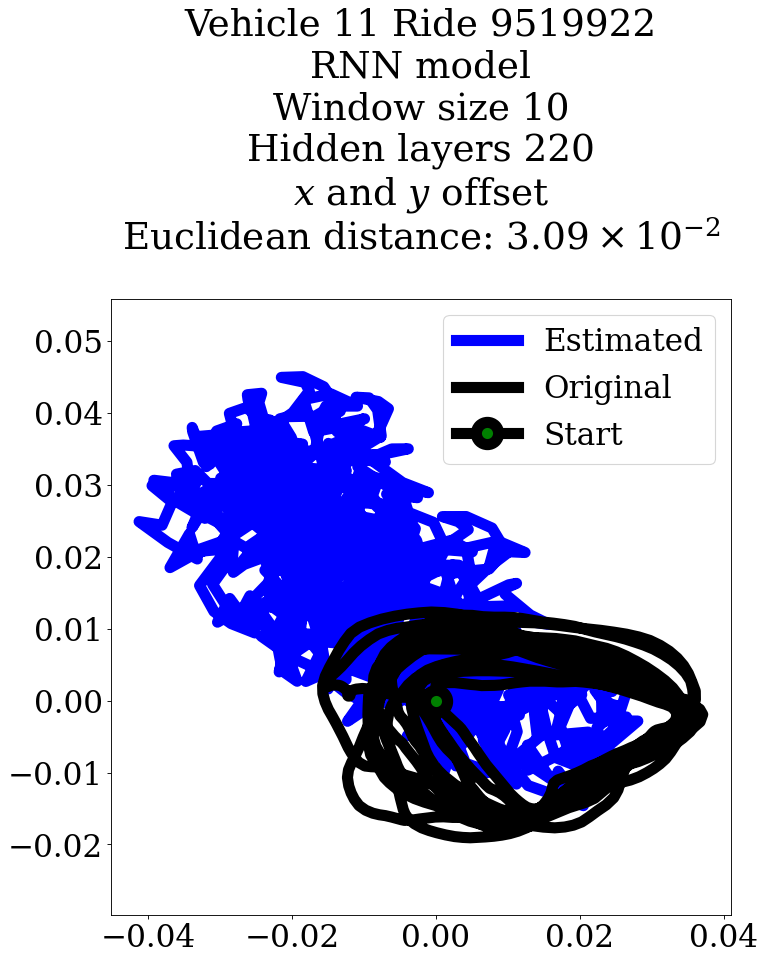 Vehicle 11 Ride 9519922
RNN model
Window size 10
Hidden layers 220
x and y offset
Euclidean distance: 3.09 × 10⁻²
Estimated
Original
Start
0.05
0.04
0.03
0.02
0.01
0.00
−0.01
−0.02
−0.04
−0.02
0.00
0.02
0.04